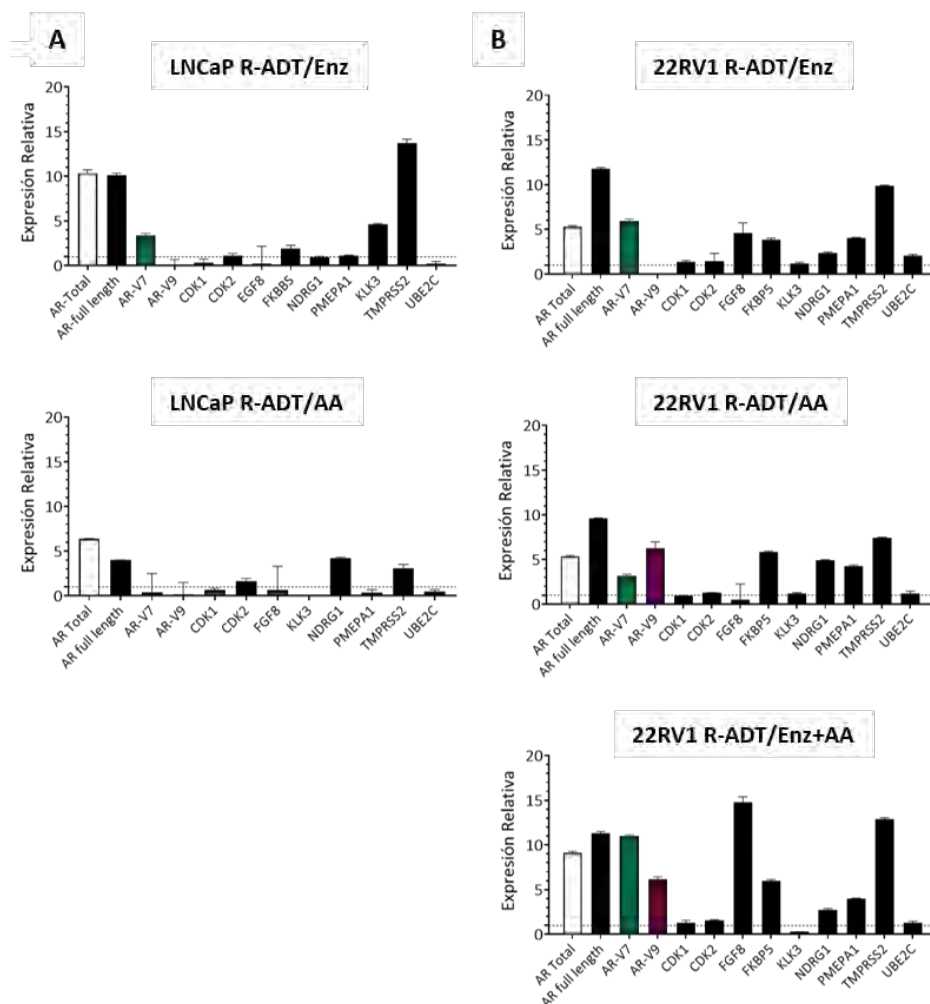 A
LNCaP R-ADT/Enz
Expresión Relativa
20
15
10
5
0
AR-Total
AR-full length
AR-V7
AR-V9
CDK1
CDK2
EGF8
FKBB5
NDRG1
PMEPA1
KLK3
TMPRSS2
UBE2C
LNCaP R-ADT/AA
Expresión Relativa
20
15
10
5
0
AR Total
AR full length
AR-V7
AR-V9
CDK1
CDK2
FGF8
KLK3
NDRG1
PMEPA1
TMPRSS2
UBE2C
B
22RV1 R-ADT/Enz
Expresión Relativa
20
15
10
5
0
AR Total
AR full length
AR-V7
AR-V9
CDK1
CDK2
FGF8
FKBP5
KLK3
NDRG1
PMEPA1
TMPRSS2
UBE2C
22RV1 R-ADT/AA
Expresión Relativa
20
15
10
5
0
AR Total
AR full length
AR-V7
AR-V9
CDK1
CDK2
FGF8
FKBP5
KLK3
NDRG1
PMEPA1
TMPRSS2
UBE2C
22RV1 R-ADT/Enz+AA
Expresión Relativa
20
15
10
5
0
AR Total
AR full length
AR-V7
AR-V9
CDK1
CDK2
FGF8
FKBP5
KLK3
NDRG1
PMEPA1
TMPRSS2
UBE2C